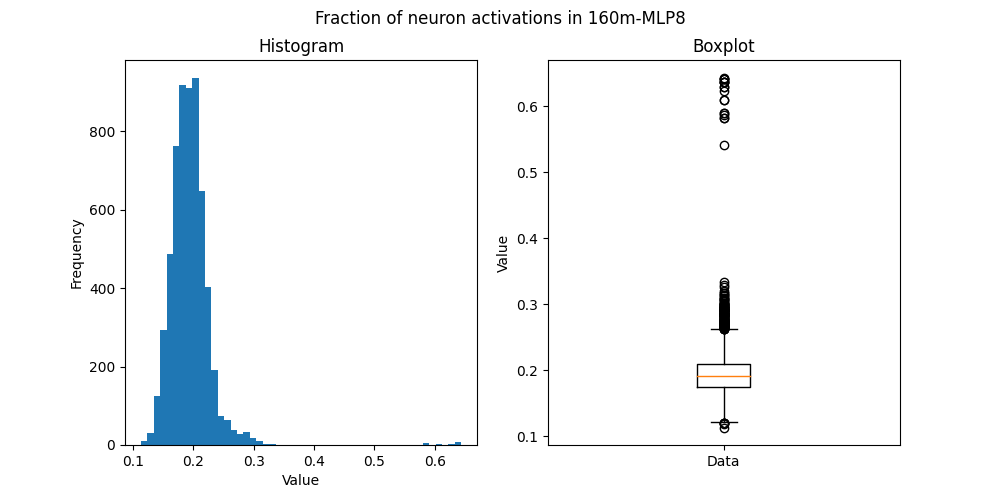 Fraction of neuron activations in 160m-MLP8
Histogram
Frequency
800
600
400
200
0
0.1 0.2 0.3 0.4 0.5 0.6
Value
Boxplot
Value
0.6
0.5
0.4
0.3
0.2
0.1
Data